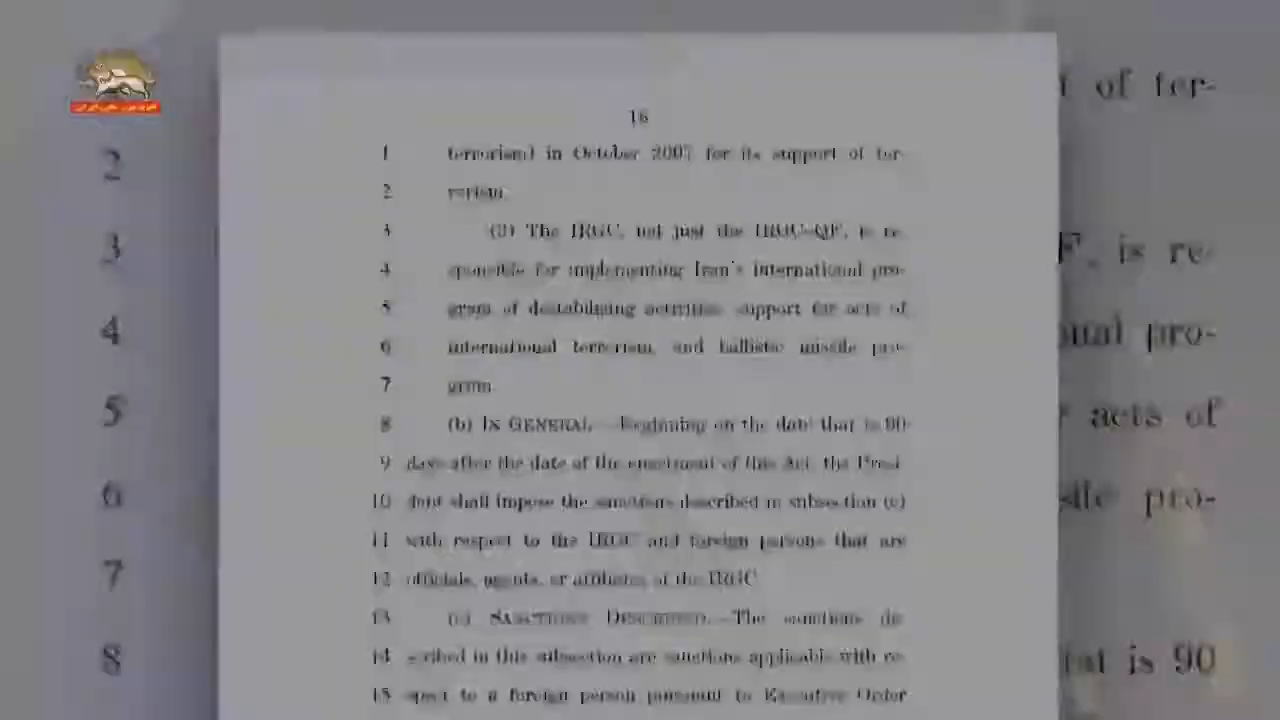 16
1 terrorism) in October 2007 for its support of ter-
2 rorism.
3 (3) The IRGC, not just the IRGC–QF, is re-
4 sponsible for implementing Iran's international pro-
5 gram of destabilizing activities, support for acts of
6 international terrorism, and ballistic missile pro-
7 gram.
8 (b) IN GENERAL.—Beginning on the date that is 90
9 days after the date of the enactment of this Act, the Presi-
10 dent shall impose the sanctions described in subsection (c)
11 with respect to the IRGC and foreign persons that are
12 officials, agents, or affiliates of the IRGC.
13 (c) SANCTIONS DESCRIBED.—The sanctions de-
14 scribed in this subsection are sanctions applicable with re-
15 spect to a foreign person pursuant to Executive Order
t of ter-
2
3 F, is re-
4 onal pro-
5 acts of
6 sile pro-
7
8 that is 90